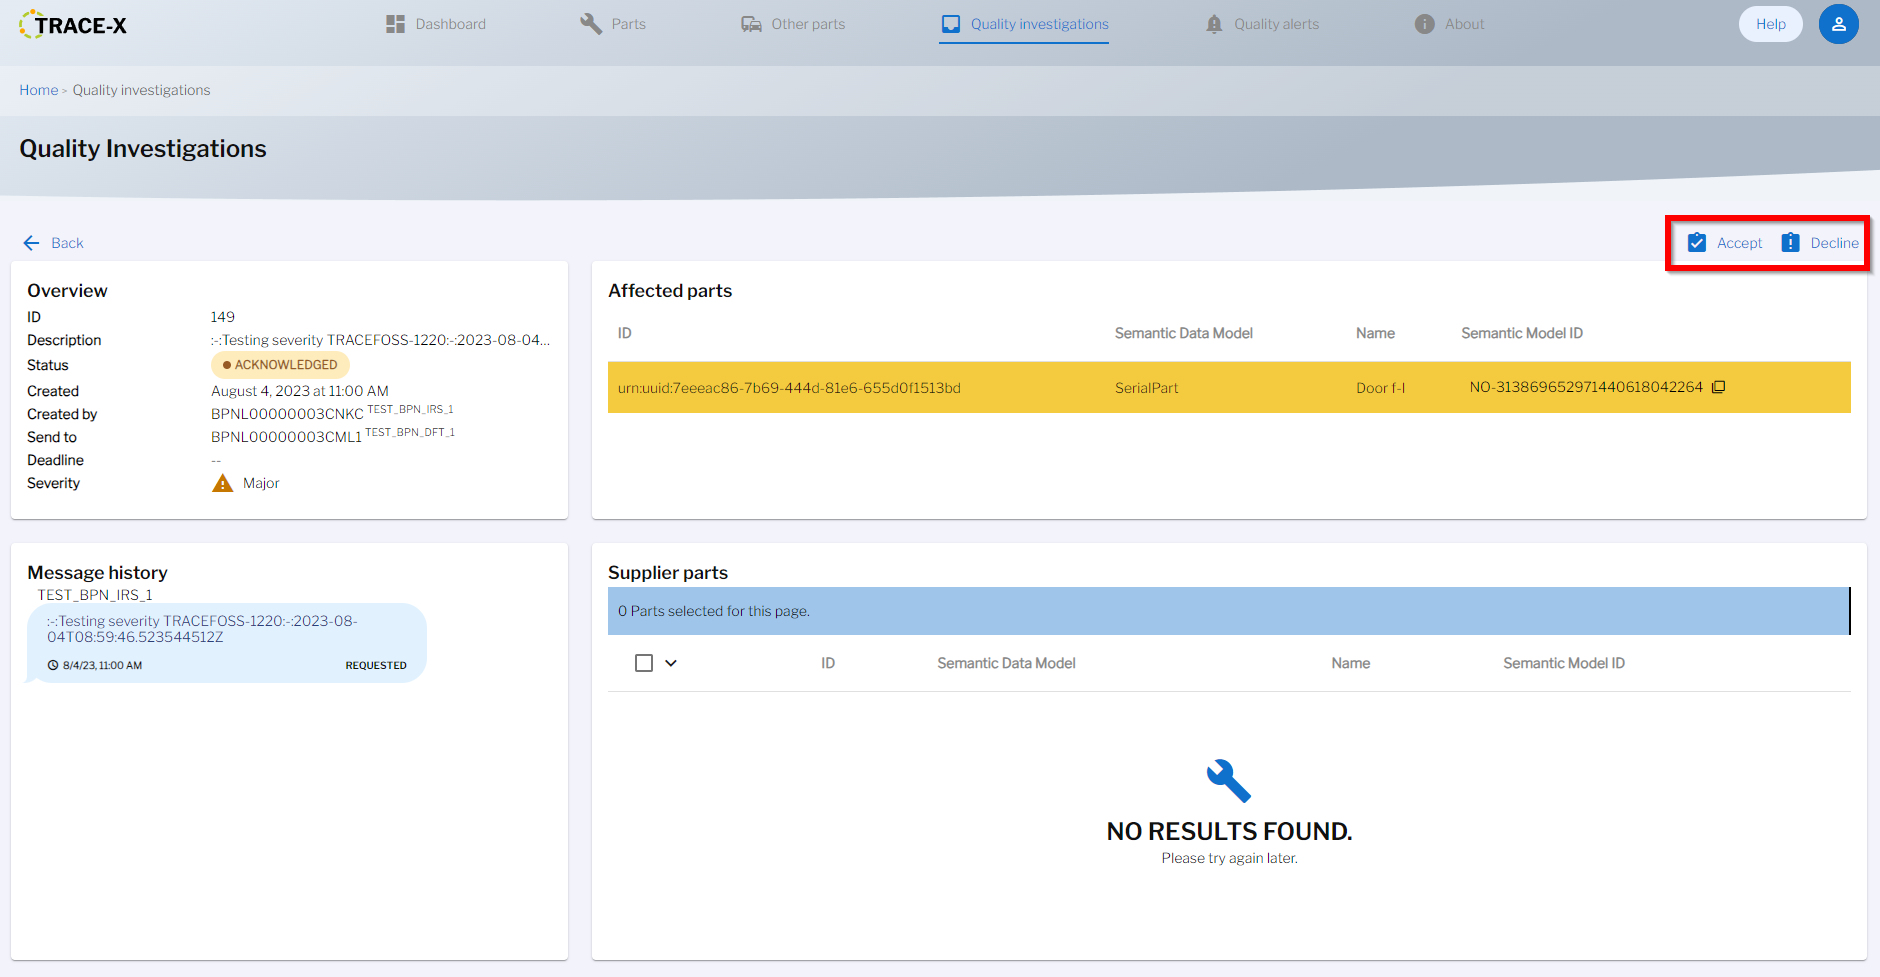 TRACE-X
Dashboard
Parts
Other parts
Quality investigations
Quality alerts
About
Help
Home > Quality investigations
Quality Investigations
Back
Accept
Decline
Overview
ID 149
Description :-:Testing severity TRACEFOSS-1220:-:2023-08-04...
Status ACKNOWLEDGED
Created August 4, 2023 at 11:00 AM
Created by BPNL00000003CNKC TEST_BPN_IRS_1
Send to BPNL00000003CML1 TEST_BPN_DFT_1
Deadline --
Severity Major
Affected parts
ID Semantic Data Model Name Semantic Model ID
urn:uuid:7eeeac86-7b69-444d-81e6-655d0f1513bd SerialPart Door f-l NO-313869652971440618042264
Message history
TEST_BPN_IRS_1
:-:Testing severity TRACEFOSS-1220:-:2023-08-
04T08:59:46.523544512Z
8/4/23, 11:00 AM REQUESTED
Supplier parts
0 Parts selected for this page.
ID Semantic Data Model Name Semantic Model ID
NO RESULTS FOUND.
Please try again later.